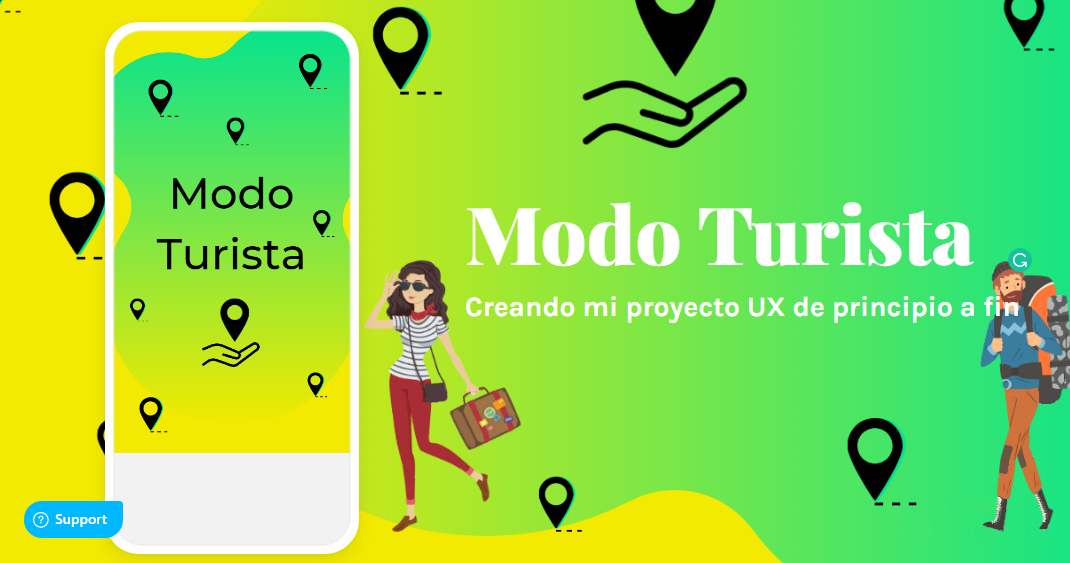 Modo
Turista
Modo Turista
Creando mi proyecto UX de principio a fin
Support